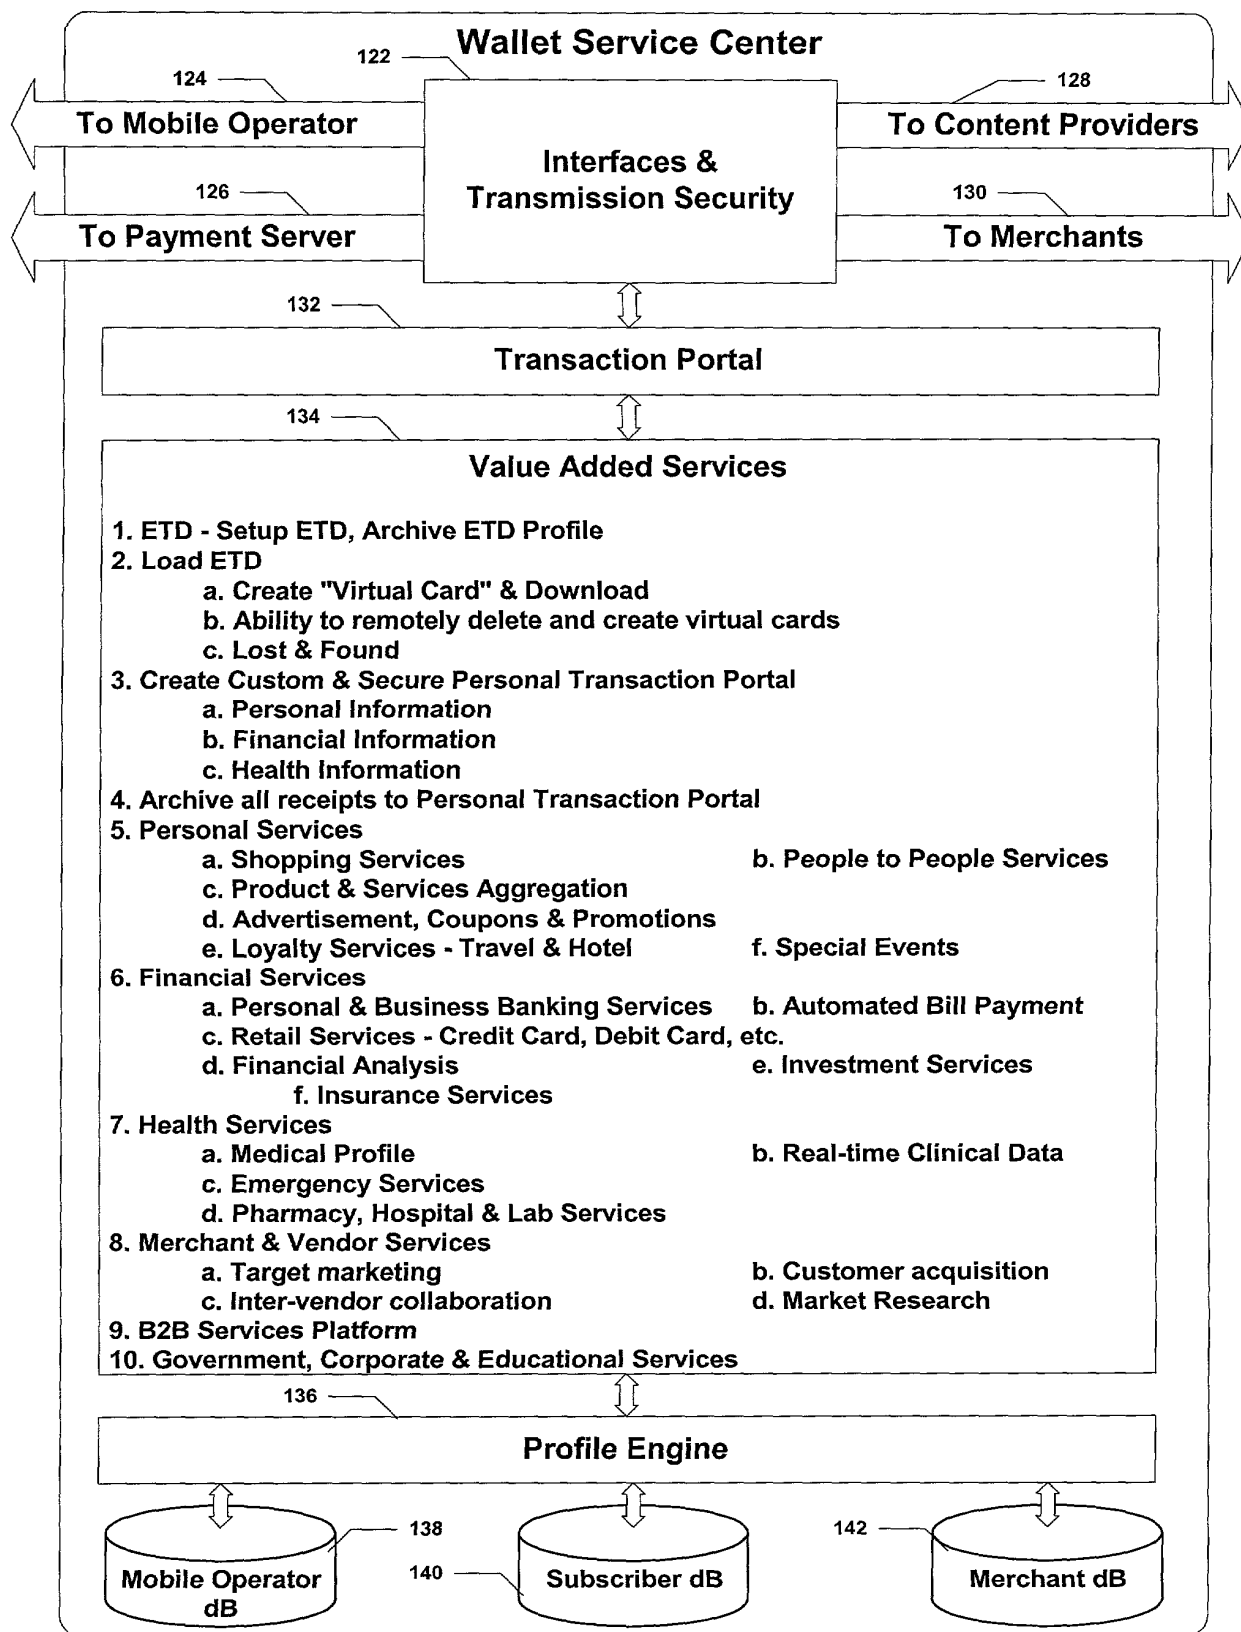 Wallet Service Center
122
124
128
To Mobile Operator
To Content Providers
Interfaces &
Transmission Security
126
130
To Payment Server
To Merchants
132
Transaction Portal
134
Value Added Services
1. ETD - Setup ETD, Archive ETD Profile
2. Load ETD
a. Create "Virtual Card" & Download
b. Ability to remotely delete and create virtual cards
c. Lost & Found
3. Create Custom & Secure Personal Transaction Portal
a. Personal Information
b. Financial Information
c. Health Information
4. Archive all receipts to Personal Transaction Portal
5. Personal Services
a. Shopping Services b. People to People Services
c. Product & Services Aggregation
d. Advertisement, Coupons & Promotions
e. Loyalty Services - Travel & Hotel f. Special Events
6. Financial Services
a. Personal & Business Banking Services b. Automated Bill Payment
c. Retail Services - Credit Card, Debit Card, etc.
d. Financial Analysis e. Investment Services
f. Insurance Services
7. Health Services
a. Medical Profile b. Real-time Clinical Data
c. Emergency Services
d. Pharmacy, Hospital & Lab Services
8. Merchant & Vendor Services
a. Target marketing b. Customer acquisition
c. Inter-vendor collaboration d. Market Research
9. B2B Services Platform
10. Government, Corporate & Educational Services
136
Profile Engine
138
142
140
Mobile Operator
dB
Subscriber dB
Merchant dB